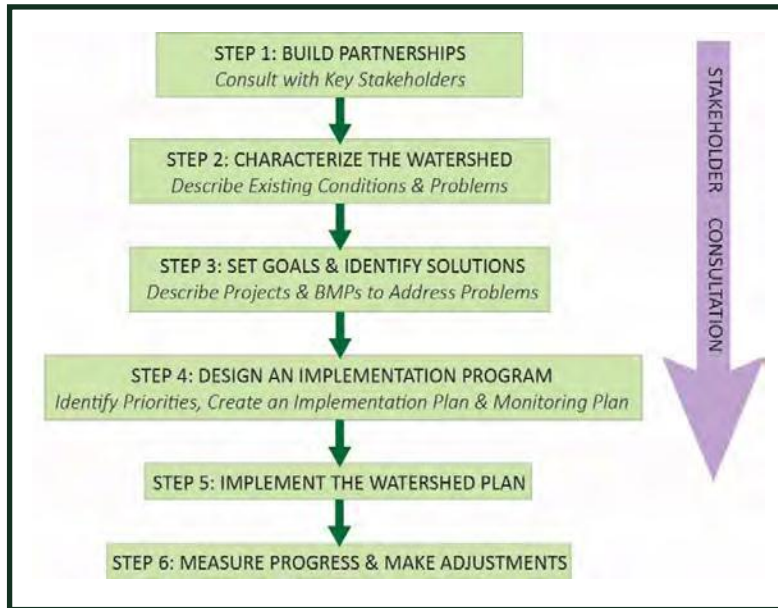 STEP 1: BUILD PARTNERSHIPS
Consult with Key Stakeholders
STEP 2: CHARACTERIZE THE WATERSHED
Describe Existing Conditions & Problems
STEP 3: SET GOALS & IDENTIFY SOLUTIONS
Describe Projects & BMPs to Address Problems
STEP 4: DESIGN AN IMPLEMENTATION PROGRAM
Identify Priorities, Create an Implementation Plan & Monitoring Plan
STEP 5: IMPLEMENT THE WATERSHED PLAN
STEP 6: MEASURE PROGRESS & MAKE ADJUSTMENTS
STAKEHOLDER CONSULTATION